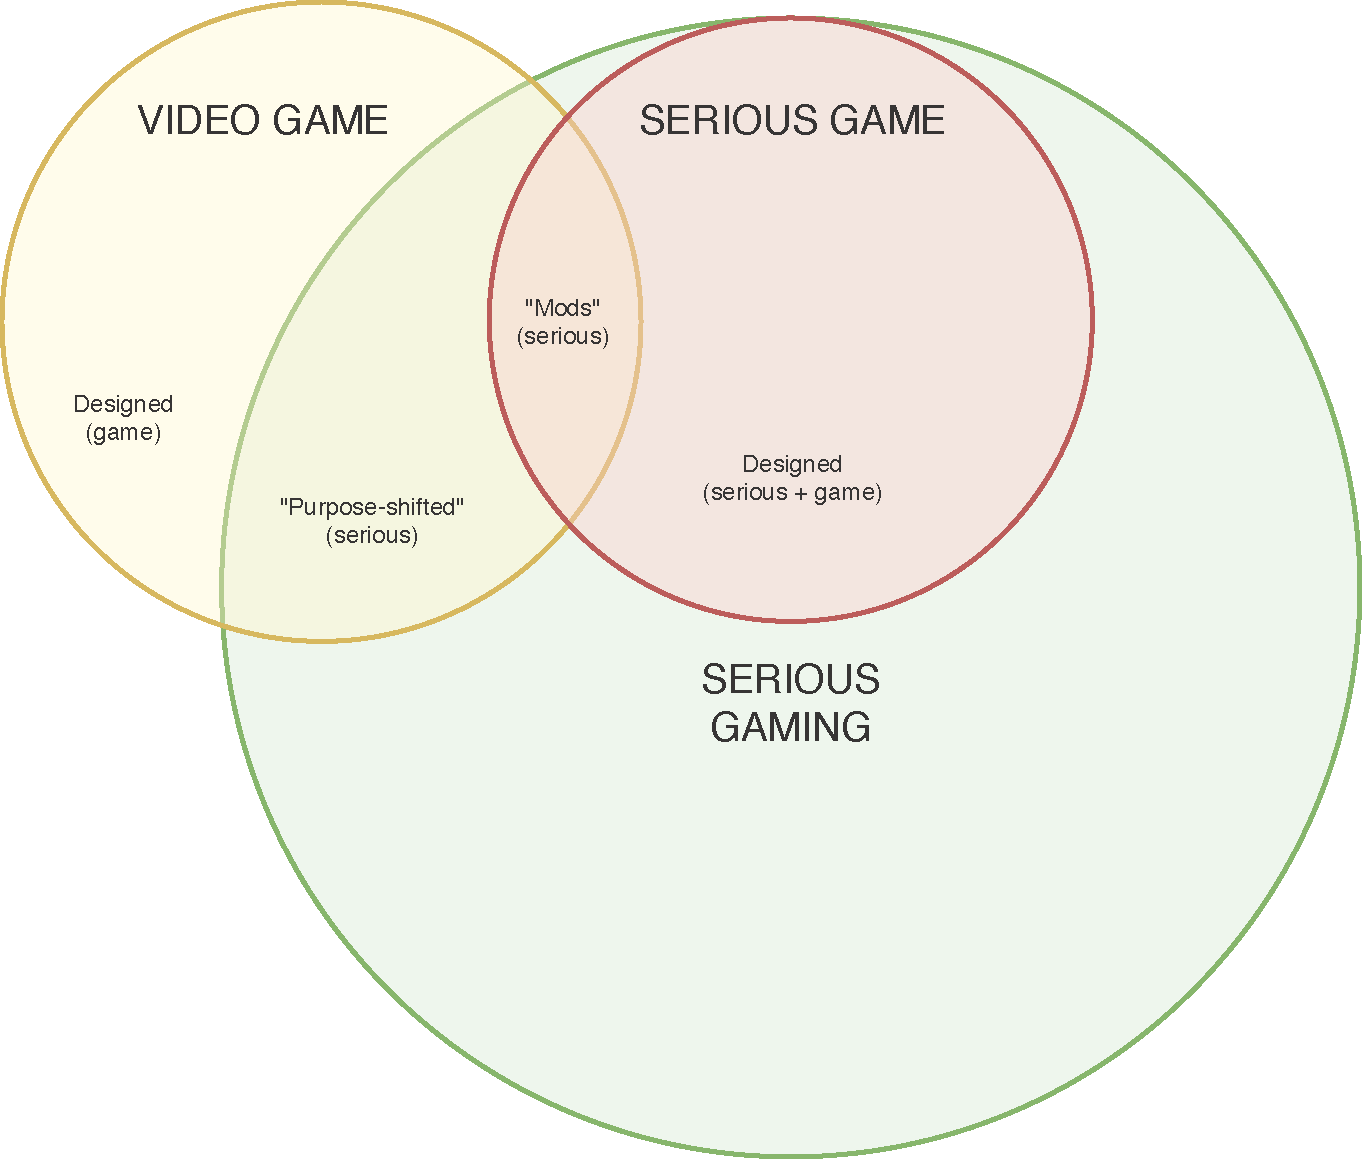 VIDEO GAME
SERIOUS GAME
"Mods"
(serious)
Designed
(game)
Designed
(serious + game)
"Purpose-shifted"
(serious)
SERIOUS
GAMING